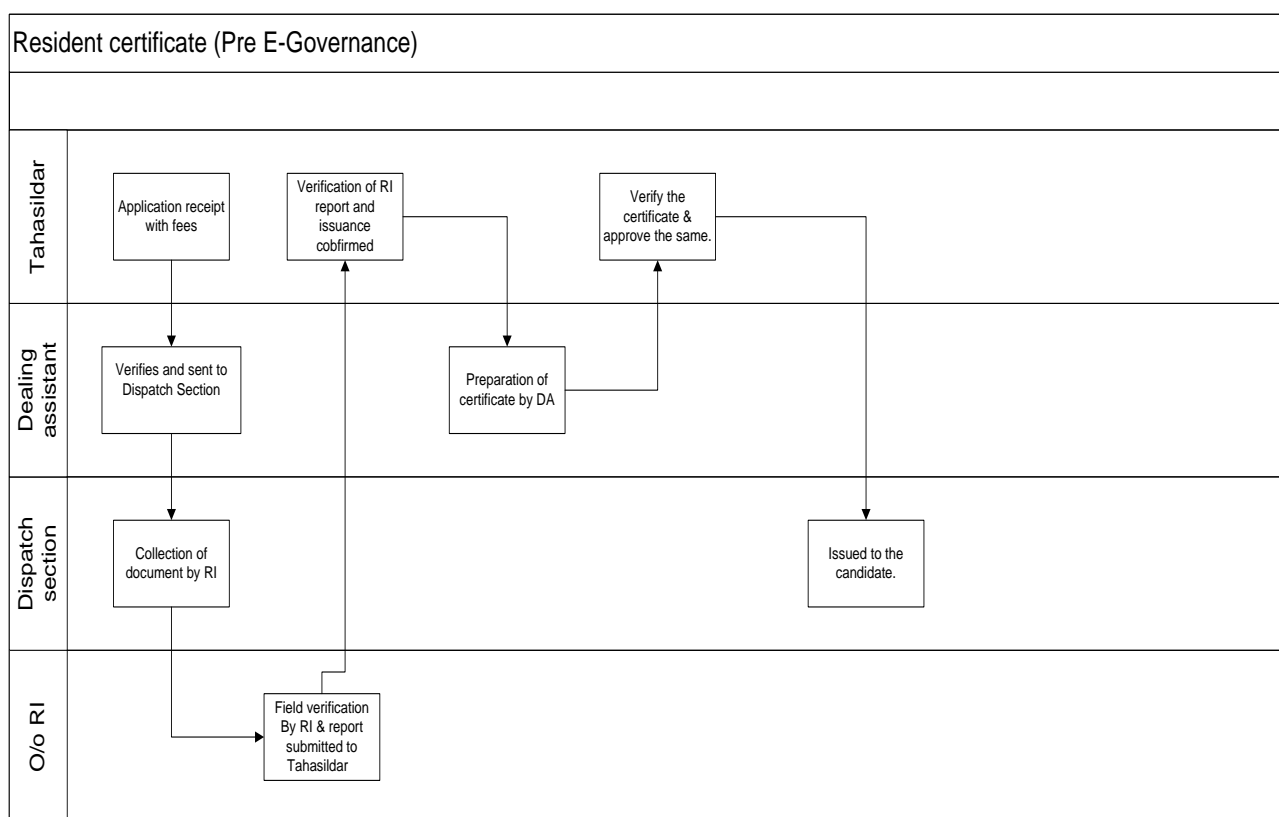 Resident certificate (Pre E-Governance)
Tahasildar
Application receipt
with fees
Verification of RI
report and
issuance
cobfirmed
Verify the
certificate &
approve the same.
Dealing
assistant
Verifies and sent to
Dispatch Section
Preparation of
certificate by DA
Dispatch
section
Collection of
document by RI
Issued to the
candidate.
O/o RI
Field verification
By RI & report
submitted to
Tahasildar